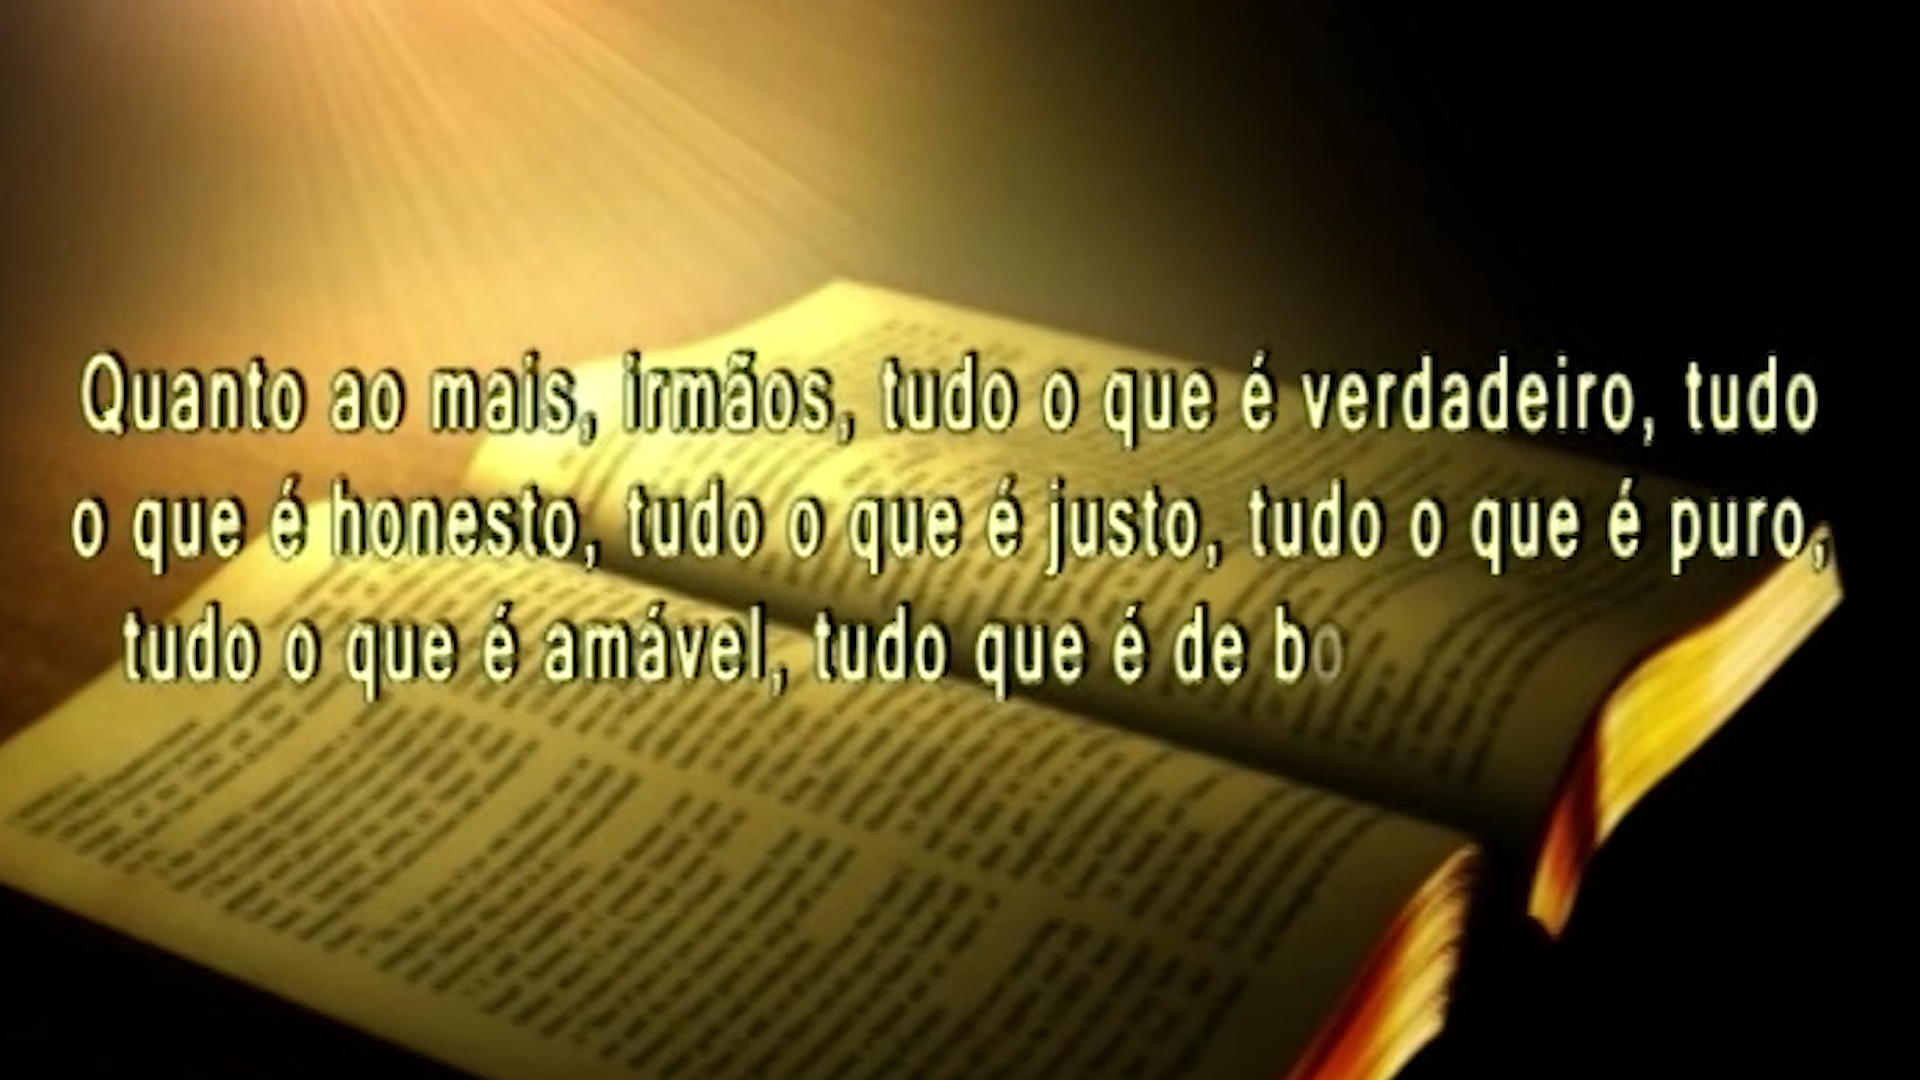 Quanto ao mais, irmãos, tudo o que é verdadeiro, tudo
o que é honesto, tudo o que é justo, tudo o que é puro,
tudo o que é amável, tudo que é de bo